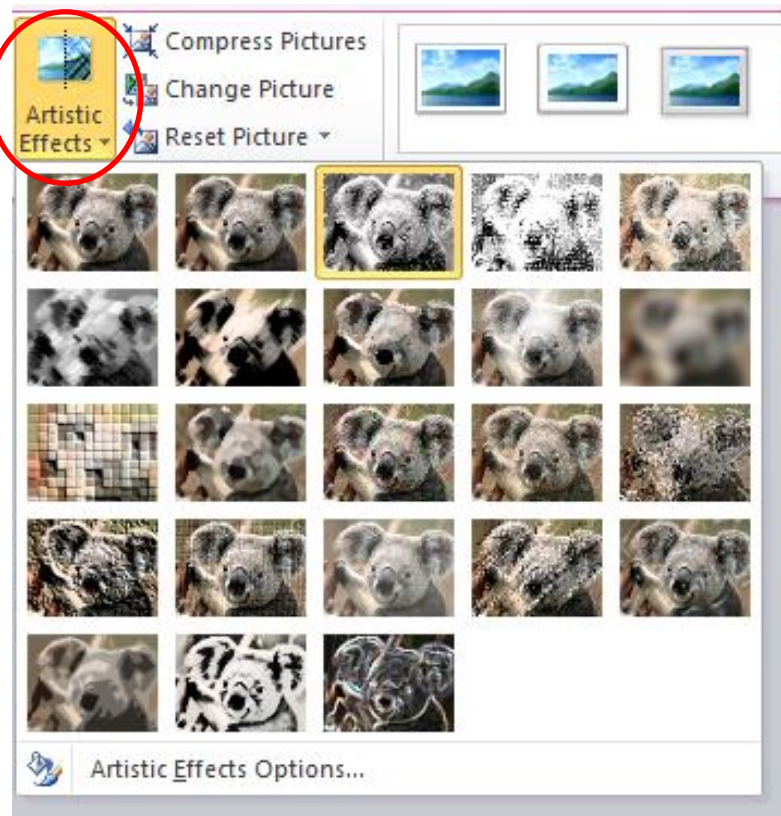 Artistic
Effects
Compress Pictures
Change Picture
Reset Picture
Artistic Effects Options...